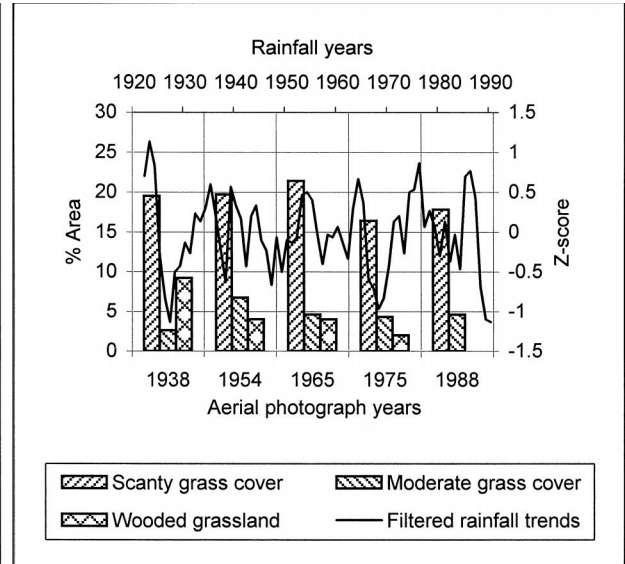 Rainfall years
1920 1930 1940 1950 1960 1970 1980 1990
30 1.5
25 1
20 0.5
15 0
10 -0.5
5 -1
0 -1.5
% Area
Z-score
1938 1954 1965 1975 1988
Aerial photograph years
Scanty grass cover Moderate grass cover
Wooded grassland Filtered rainfall trends